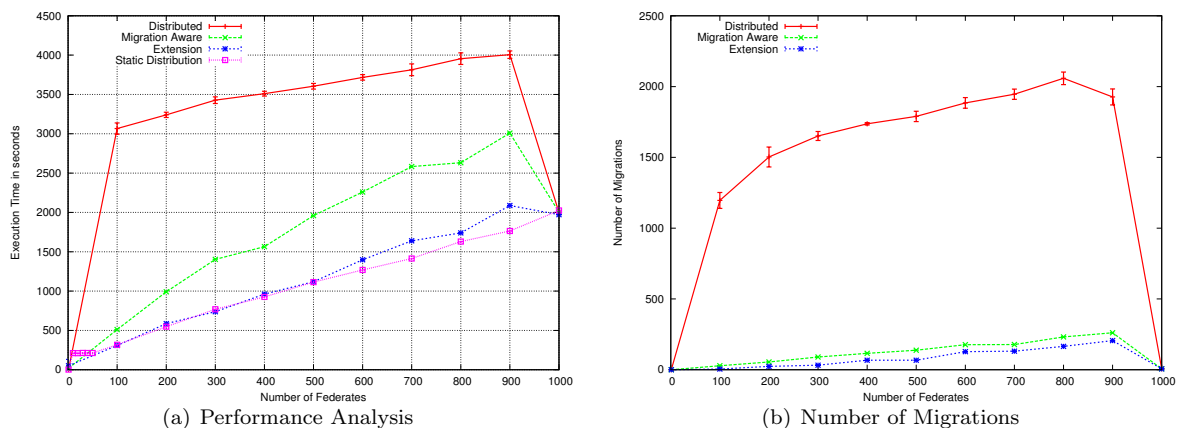 4500
4000
3500
3000
2500
2000
1500
1000
500
0
Execution Time in seconds
Distributed
Migration Aware
Extension
Static Distribution
0 100 200 300 400 500 600 700 800 900 1000
Number of Federates
(a) Performance Analysis
2500
2000
1500
1000
500
0
Number of Migrations
Distributed
Migration Aware
Extension
0 100 200 300 400 500 600 700 800 900 1000
Number of Federates
(b) Number of Migrations